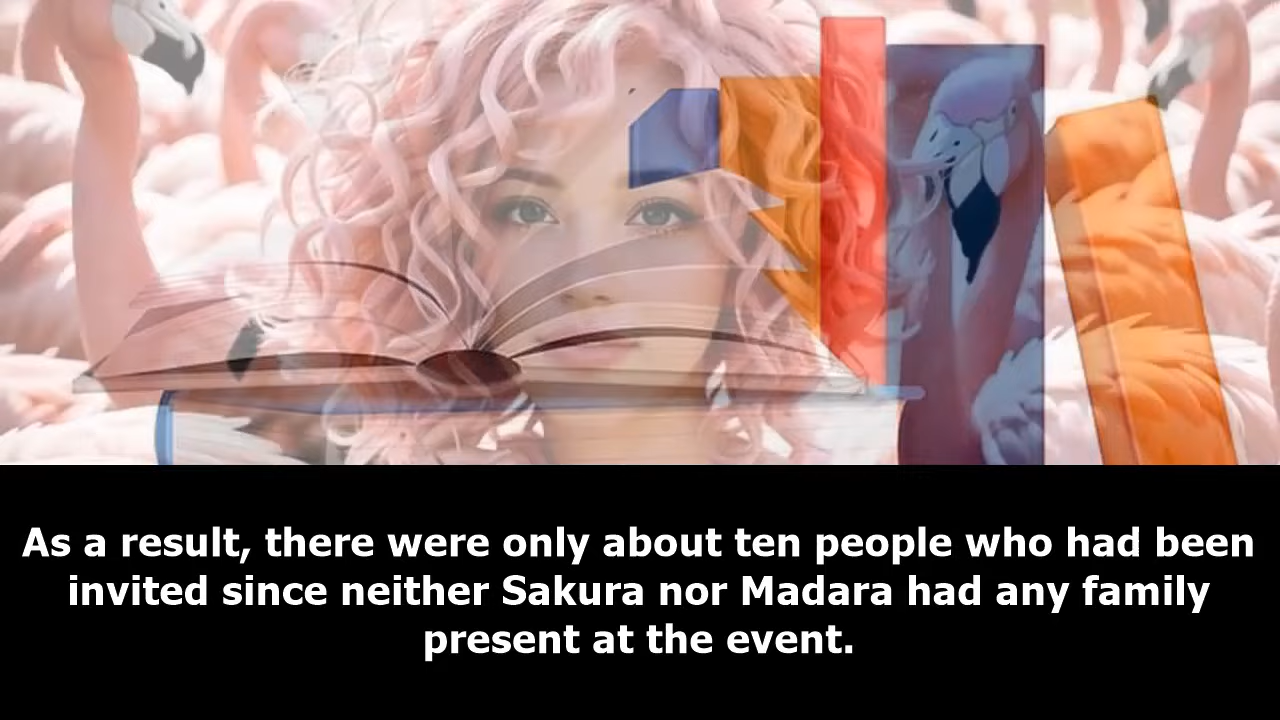 As a result, there were only about ten people who had been
invited since neither Sakura nor Madara had any family
present at the event.